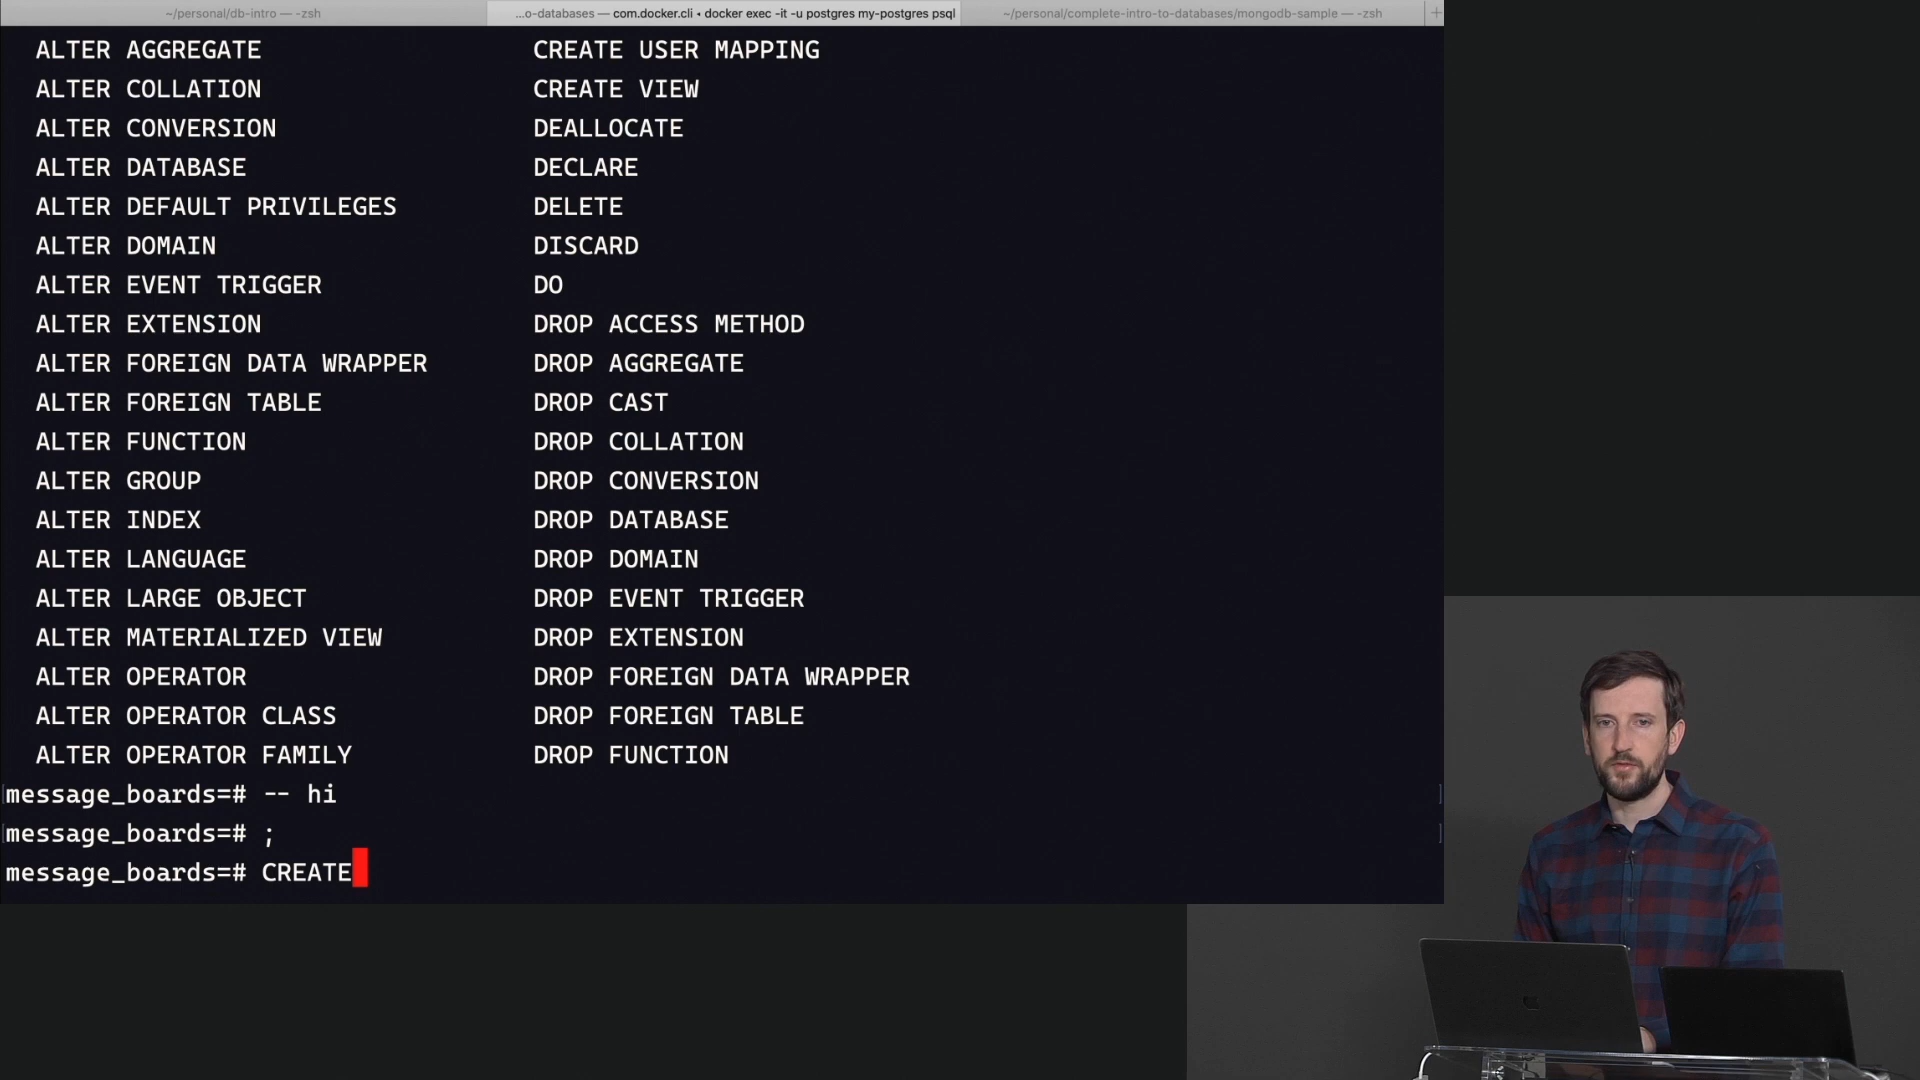 ~/personal/db-intro — -zsh
...o-databases — com.docker.cli • docker exec -it -u postgres my-postgres psql
~/personal/complete-intro-to-databases/mongodb-sample — -zsh
ALTER AGGREGATE CREATE USER MAPPING
ALTER COLLATION CREATE VIEW
ALTER CONVERSION DEALLOCATE
ALTER DATABASE DECLARE
ALTER DEFAULT PRIVILEGES DELETE
ALTER DOMAIN DISCARD
ALTER EVENT TRIGGER DO
ALTER EXTENSION DROP ACCESS METHOD
ALTER FOREIGN DATA WRAPPER DROP AGGREGATE
ALTER FOREIGN TABLE DROP CAST
ALTER FUNCTION DROP COLLATION
ALTER GROUP DROP CONVERSION
ALTER INDEX DROP DATABASE
ALTER LANGUAGE DROP DOMAIN
ALTER LARGE OBJECT DROP EVENT TRIGGER
ALTER MATERIALIZED VIEW DROP EXTENSION
ALTER OPERATOR DROP FOREIGN DATA WRAPPER
ALTER OPERATOR CLASS DROP FOREIGN TABLE
ALTER OPERATOR FAMILY DROP FUNCTION
message_boards=# -- hi
message_boards=# ;
message_boards=# CREATE